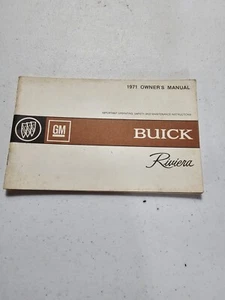 1971 OWNER'S MANUAL
IMPORTANT OPERATING, SAFETY AND MAINTENANCE INSTRUCTIONS
GM
BUICK
Riviera